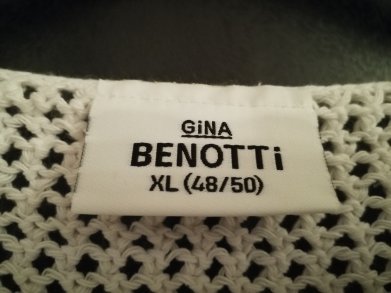 GiNA
BENOTTi
XL (48/50)